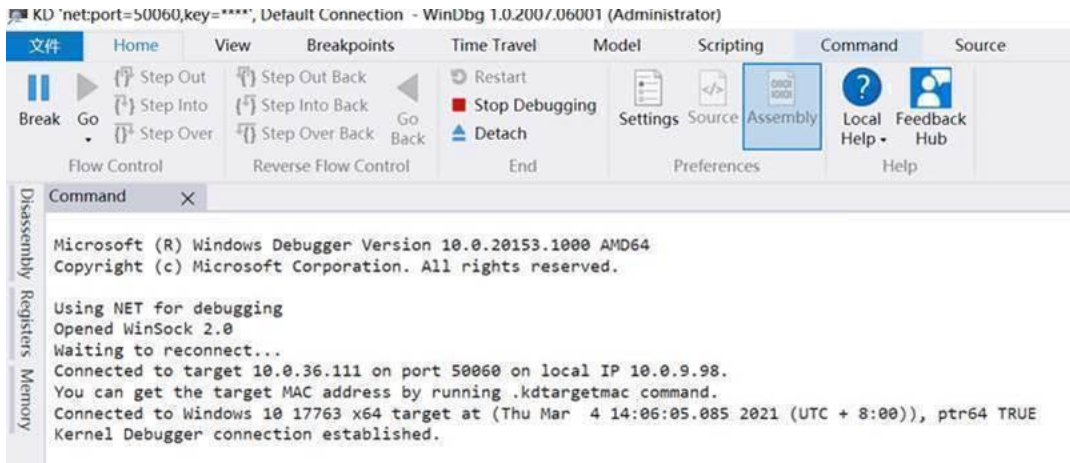 KD 'net:port=50060,key=****', Default Connection - WinDbg 1.0.2007.06001 (Administrator)
文件 Home View Breakpoints Time Travel Model Scripting Command Source
Break
Go
Step Out
Step Into
Step Over
Flow Control
Step Out Back
Step Into Back
Step Over Back
Go Back
Reverse Flow Control
Restart
Stop Debugging
Detach
End
Settings Source Assembly
Preferences
Local Help
Feedback Hub
Help
Disassembly
Registers
Memory
Command
Microsoft (R) Windows Debugger Version 10.0.20153.1000 AMD64
Copyright (c) Microsoft Corporation. All rights reserved.
Using NET for debugging
Opened WinSock 2.0
Waiting to reconnect...
Connected to target 10.0.36.111 on port 50060 on local IP 10.0.9.98.
You can get the target MAC address by running .kdtargetmac command.
Connected to Windows 10 17763 x64 target at (Thu Mar  4 14:06:05.085 2021 (UTC + 8:00)), ptr64 TRUE
Kernel Debugger connection established.